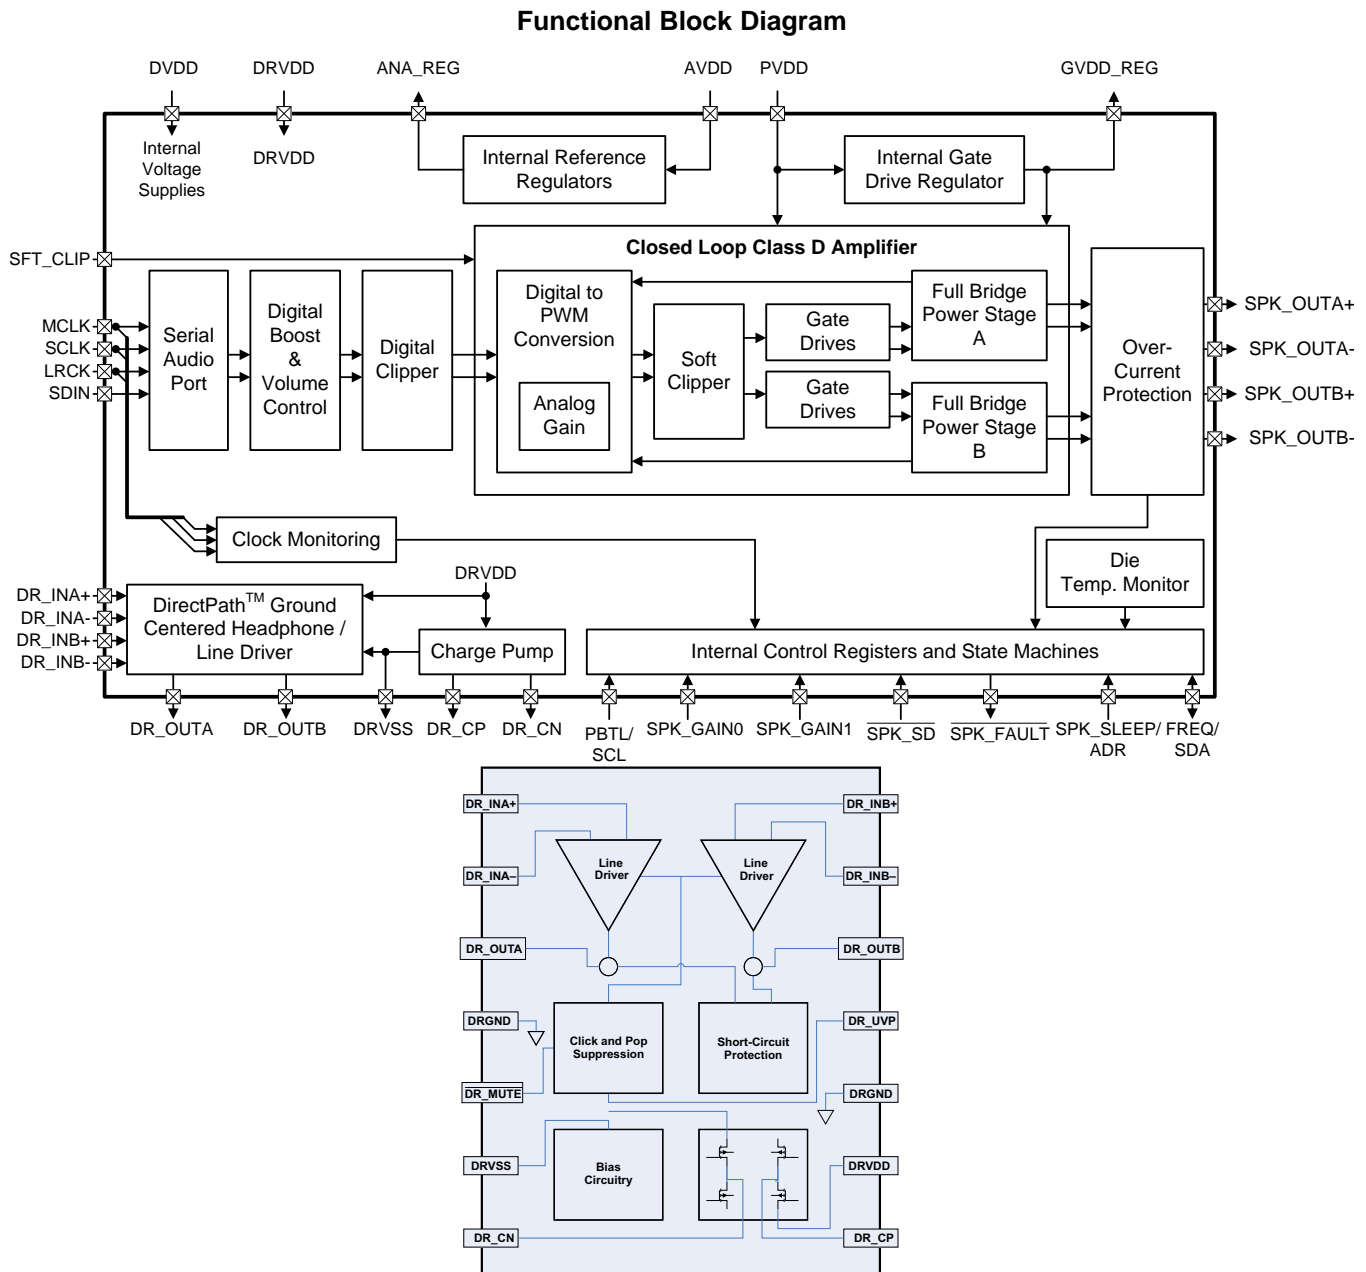 Functional Block Diagram
DVDD
DRVDD
ANA_REG
AVDD
PVDD
GVDD_REG
Internal
Voltage
Supplies
DRVDD
Internal Reference
Regulators
Internal Gate
Drive Regulator
SFT_CLIP
MCLK
SCLK
LRCK
SDIN
Serial
Audio
Port
Digital
Boost
&
Volume
Control
Digital
Clipper
Closed Loop Class D Amplifier
Digital to
PWM
Conversion
Analog
Gain
Soft
Clipper
Gate
Drives
Gate
Drives
Full Bridge
Power Stage
A
Full Bridge
Power Stage
B
Over-
Current
Protection
SPK_OUTA+
SPK_OUTA-
SPK_OUTB+
SPK_OUTB-
Clock Monitoring
Die
Temp. Monitor
DRVDD
DR_INA+
DR_INA-
DR_INB+
DR_INB-
DirectPath™ Ground
Centered Headphone /
Line Driver
Charge Pump
Internal Control Registers and State Machines
DR_OUTA
DR_OUTB
DRVSS
DR_CP
DR_CN
PBTL/
SCL
SPK_GAIN0
SPK_GAIN1
SPK_SD
SPK_FAULT
SPK_SLEEP/
ADR
FREQ/
SDA
DR_INA+
DR_INB+
Line
Driver
Line
Driver
DR_INA–
DR_INB–
DR_OUTA
DR_OUTB
DRGND
DR_UVP
Click and Pop
Suppression
Short-Circuit
Protection
DR_MUTE
DRGND
DRVSS
DRVDD
Bias
Circuitry
DR_CN
DR_CP